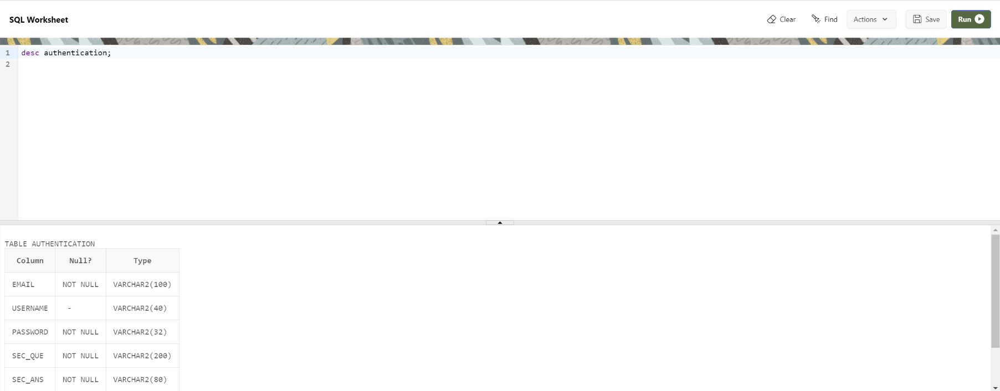 SQL Worksheet
Clear
Find
Actions
Save
Run
1 desc authentication;
2
TABLE AUTHENTICATION
Column Null? Type
EMAIL NOT NULL VARCHAR2(100)
USERNAME - VARCHAR2(40)
PASSWORD NOT NULL VARCHAR2(32)
SEC_QUE NOT NULL VARCHAR2(200)
SEC_ANS NOT NULL VARCHAR2(80)